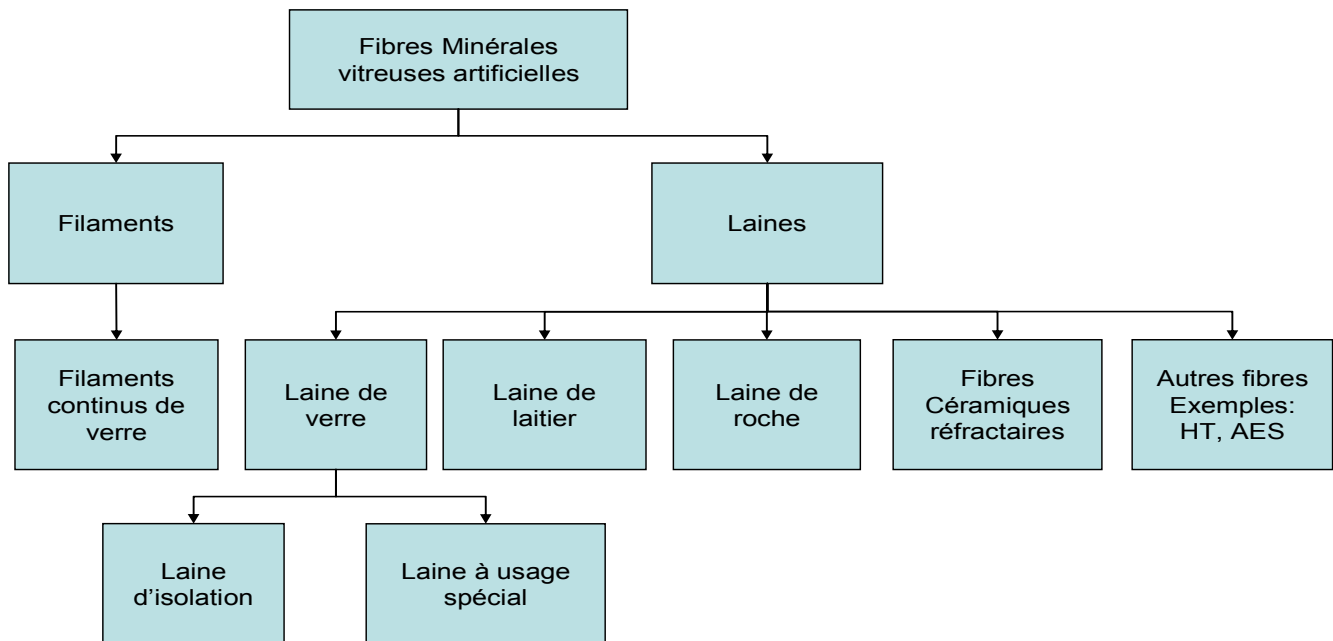 Fibres Minérales
vitreuses artificielles
Filaments
Laines
Filaments
continus de
verre
Laine de
verre
Laine de
laitier
Laine de
roche
Fibres
Céramiques
réfractaires
Autres fibres
Exemples:
HT, AES
Laine
d’isolation
Laine à usage
spécial